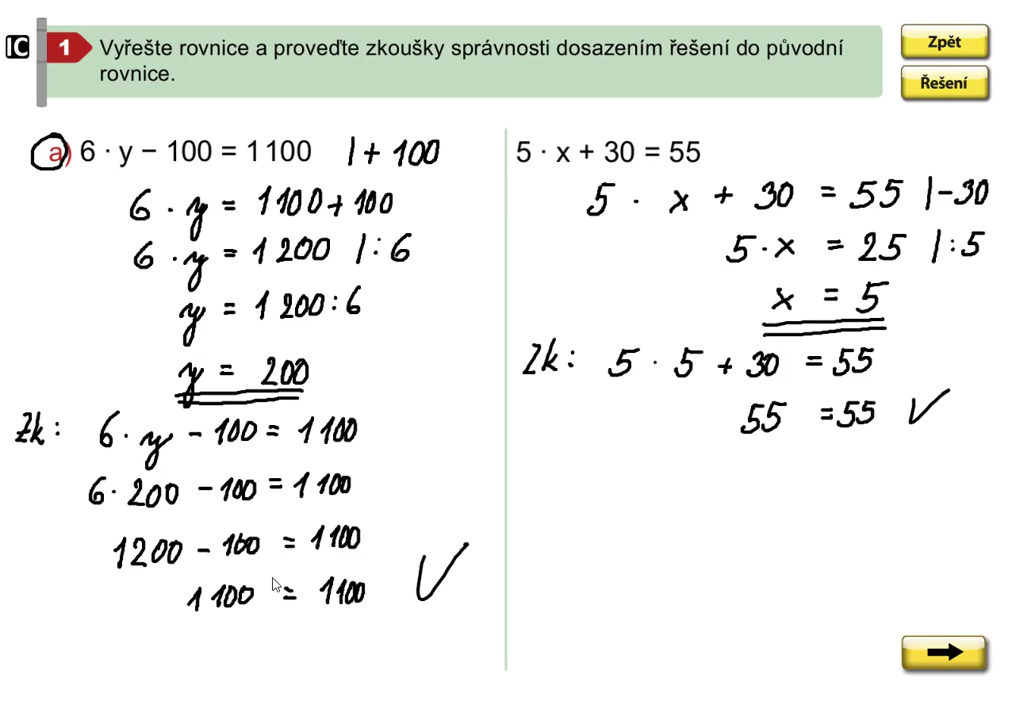 IC
1 Vyřešte rovnice a proveďte zkoušky správnosti dosazením řešení do původní
rovnice.
Zpět
Řešení
a) 6 · y − 100 = 1 100 | + 100
6 · y = 1 100 + 100
6 · y = 1 200 | : 6
y = 1 200 : 6
y = 200
Zk: 6 · y − 100 = 1 100
6 · 200 − 100 = 1 100
1200 − 100 = 1 100
1 100 = 1100 ✓
5 · x + 30 = 55
5 · x + 30 = 55 | −30
5 · x = 25 | : 5
x = 5
Zk: 5 · 5 + 30 = 55
55 = 55 ✓